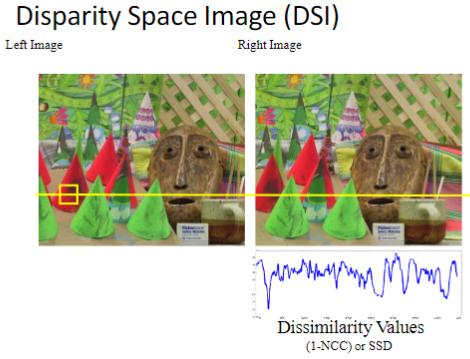 Disparity Space Image (DSI)
Left Image
Right Image
Dissimilarity Values
(1-NCC) or SSD